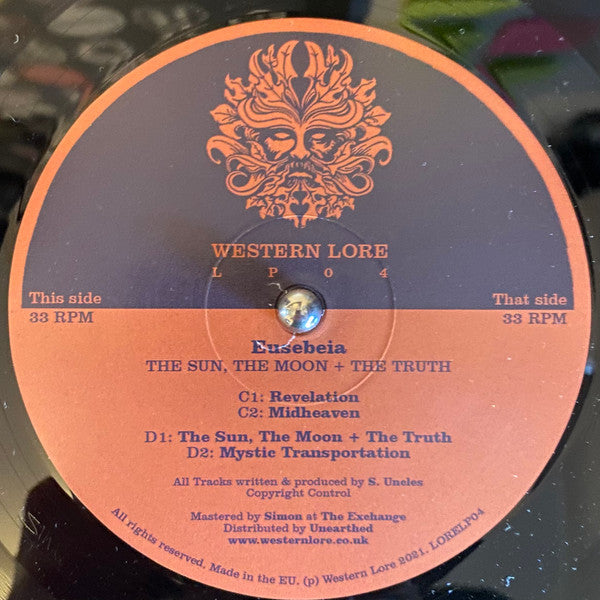 WESTERN LORE
L P 0 4
This side
33 RPM
That side
33 RPM
Eusebeia
THE SUN, THE MOON + THE TRUTH
C1: Revelation
C2: Midheaven
D1: The Sun, The Moon + The Truth
D2: Mystic Transportation
All Tracks written & produced by S. Uncles
Copyright Control
Mastered by Simon at The Exchange
Distributed by Unearthed
www.westernlore.co.uk
All rights reserved. Made in the EU. (p) Western Lore 2021. LORELP04